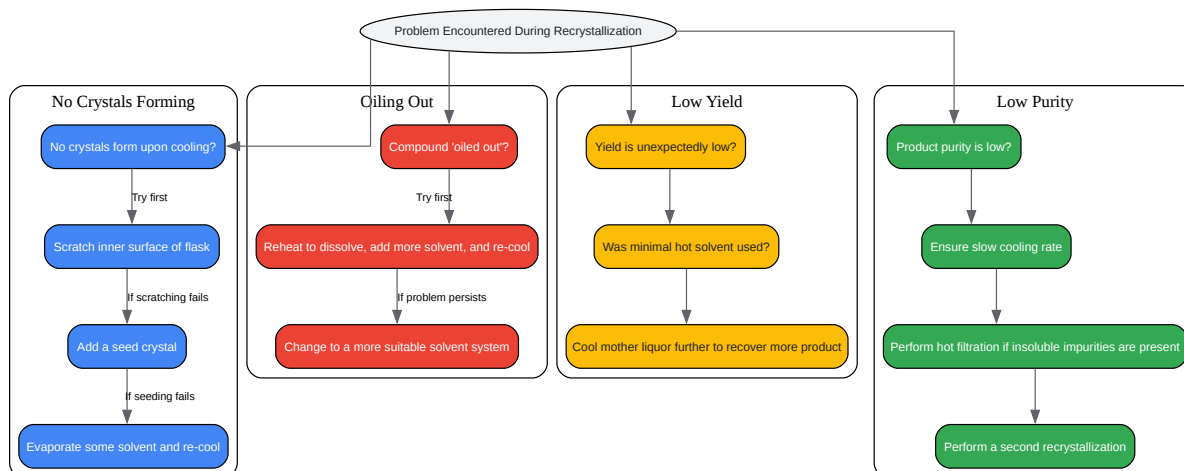 Problem Encountered During Recrystallization
No Crystals Forming
No crystals form upon cooling?
Try first
Scratch inner surface of flask
If scratching fails
Add a seed crystal
If seeding fails
Evaporate some solvent and re-cool
Oiling Out
Compound 'oiled out'?
Try first
Reheat to dissolve, add more solvent, and re-cool
If problem persists
Change to a more suitable solvent system
Low Yield
Yield is unexpectedly low?
Was minimal hot solvent used?
Cool mother liquor further to recover more product
Low Purity
Product purity is low?
Ensure slow cooling rate
Perform hot filtration if insoluble impurities are present
Perform a second recrystallization